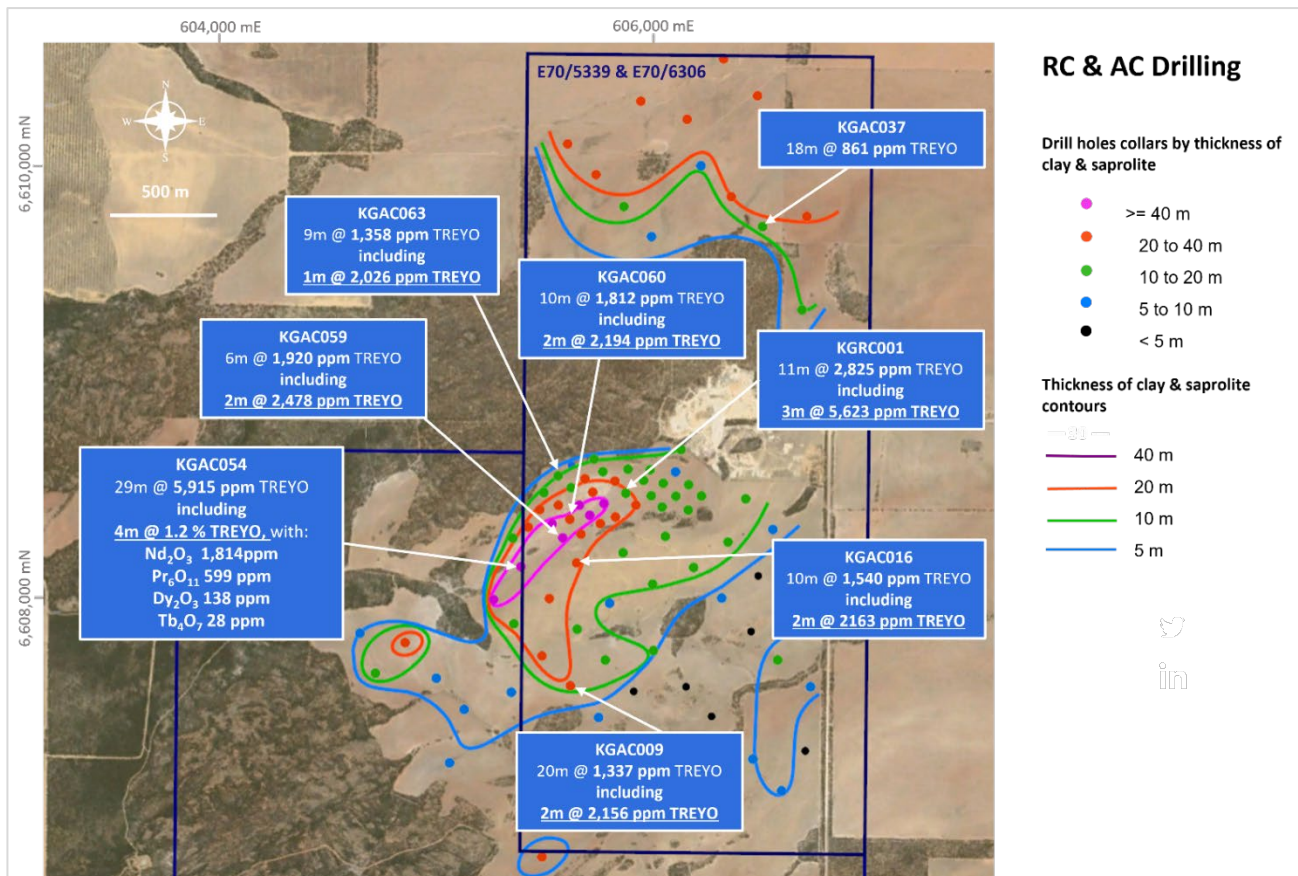 604,000 mE
606,000 mE
6,610,000 mN
6,608,000 mN
N
W
E
S
500 m
E70/5339 & E70/6306
KGAC037
18m @ 861 ppm TREYO
KGAC063
9m @ 1,358 ppm TREYO
including
1m @ 2,026 ppm TREYO
KGAC060
10m @ 1,812 ppm TREYO
including
2m @ 2,194 ppm TREYO
KGAC059
6m @ 1,920 ppm TREYO
including
2m @ 2,478 ppm TREYO
KGRC001
11m @ 2,825 ppm TREYO
including
3m @ 5,623 ppm TREYO
KGAC054
29m @ 5,915 ppm TREYO
including
4m @ 1.2 % TREYO, with:
Nd₂O₃ 1,814ppm
Pr₆O₁₁ 599 ppm
Dy₂O₃ 138 ppm
Tb₄O₇ 28 ppm
KGAC016
10m @ 1,540 ppm TREYO
including
2m @ 2163 ppm TREYO
KGAC009
20m @ 1,337 ppm TREYO
including
2m @ 2,156 ppm TREYO
RC & AC Drilling
Drill holes collars by thickness of
clay & saprolite
>= 40 m
20 to 40 m
10 to 20 m
5 to 10 m
< 5 m
Thickness of clay & saprolite
contours
40 m
20 m
10 m
5 m
in